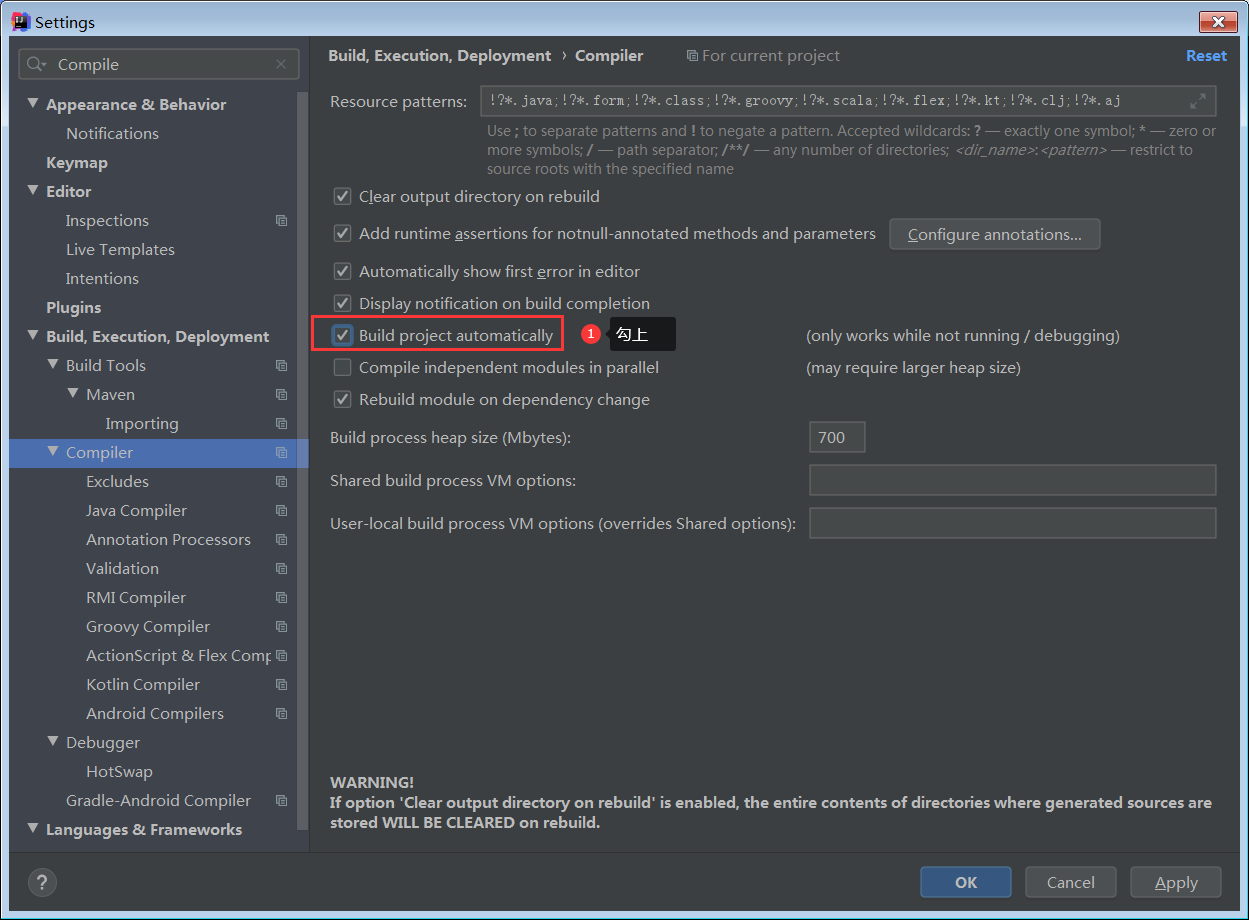 Settings
Compile
Appearance & Behavior
Notifications
Keymap
Editor
Inspections
Live Templates
Intentions
Plugins
Build, Execution, Deployment
Build Tools
Maven
Importing
Compiler
Excludes
Java Compiler
Annotation Processors
Validation
RMI Compiler
Groovy Compiler
ActionScript & Flex Comp
Kotlin Compiler
Android Compilers
Debugger
HotSwap
Gradle-Android Compiler
Languages & Frameworks
Build, Execution, Deployment › Compiler For current project Reset
Resource patterns: !?*.java;!?*.form;!?*.class;!?*.groovy;!?*.scala;!?*.flex;!?*.kt;!?*.clj;!?*.aj
Use ; to separate patterns and ! to negate a pattern. Accepted wildcards: ? — exactly one symbol; * — zero or
more symbols; / — path separator; /**/ — any number of directories; <dir_name>:<pattern> — restrict to
source roots with the specified name
Clear output directory on rebuild
Add runtime assertions for notnull-annotated methods and parameters Configure annotations...
Automatically show first error in editor
Display notification on build completion
Build project automatically 1 勾上 (only works while not running / debugging)
Compile independent modules in parallel (may require larger heap size)
Rebuild module on dependency change
Build process heap size (Mbytes): 700
Shared build process VM options:
User-local build process VM options (overrides Shared options):
WARNING!
If option 'Clear output directory on rebuild' is enabled, the entire contents of directories where generated sources are
stored WILL BE CLEARED on rebuild.
? OK Cancel Apply